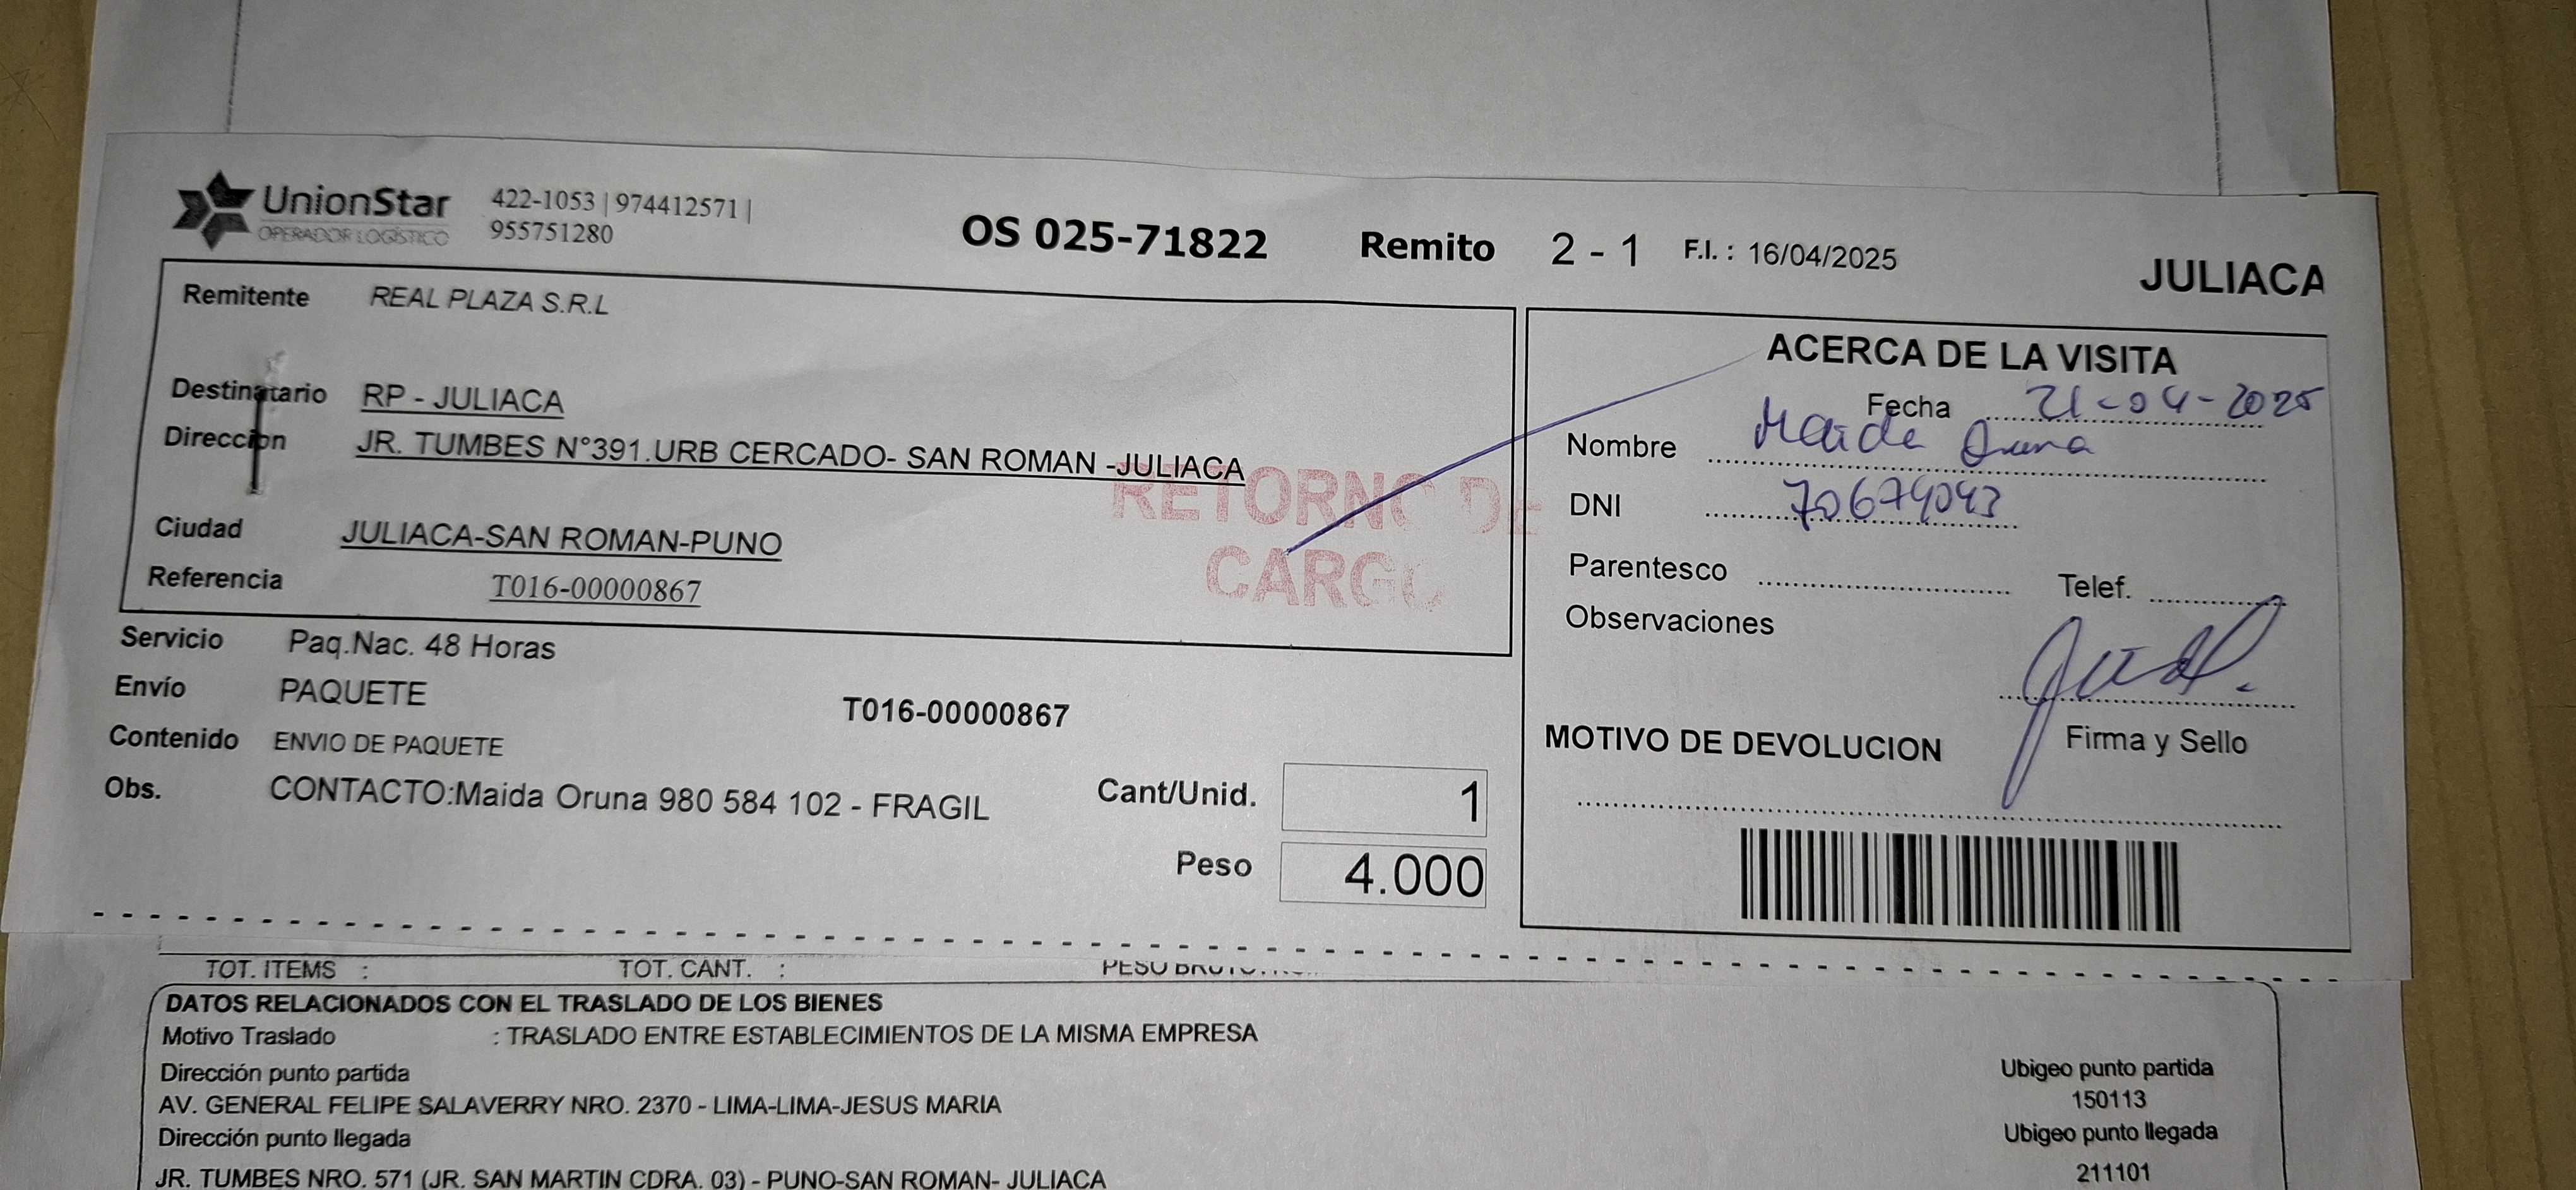 UnionStar
OPERADOR LOGÍSTICO
422-1053 | 974412571 |
955751280
OS 025-71822 Remito 2 - 1 F.I. : 16/04/2025
JULIACA
Remitente REAL PLAZA S.R.L
Destinatario RP - JULIACA
Direccion JR. TUMBES N°391.URB CERCADO- SAN ROMAN -JULIACA
RETORNO DE
CARGO
Ciudad JULIACA-SAN ROMAN-PUNO
Referencia T016-00000867
Servicio Paq.Nac. 48 Horas
Envío PAQUETE
T016-00000867
Contenido ENVIO DE PAQUETE
Obs. CONTACTO:Maida Oruna 980 584 102 - FRAGIL
Cant/Unid. 1
Peso 4.000
ACERCA DE LA VISITA
Fecha 21-04-2025
Nombre Maida Oruna
DNI 70674043
Parentesco Telef.
Observaciones
Firma y Sello
MOTIVO DE DEVOLUCION
TOT. ITEMS : TOT. CANT. : PESO BRUTO
DATOS RELACIONADOS CON EL TRASLADO DE LOS BIENES
Motivo Traslado : TRASLADO ENTRE ESTABLECIMIENTOS DE LA MISMA EMPRESA
Dirección punto partida
AV. GENERAL FELIPE SALAVERRY NRO. 2370 - LIMA-LIMA-JESUS MARIA
Dirección punto llegada
JR. TUMBES NRO. 571 (JR. SAN MARTIN CDRA. 03) - PUNO-SAN ROMAN- JULIACA
Ubigeo punto partida
150113
Ubigeo punto llegada
211101